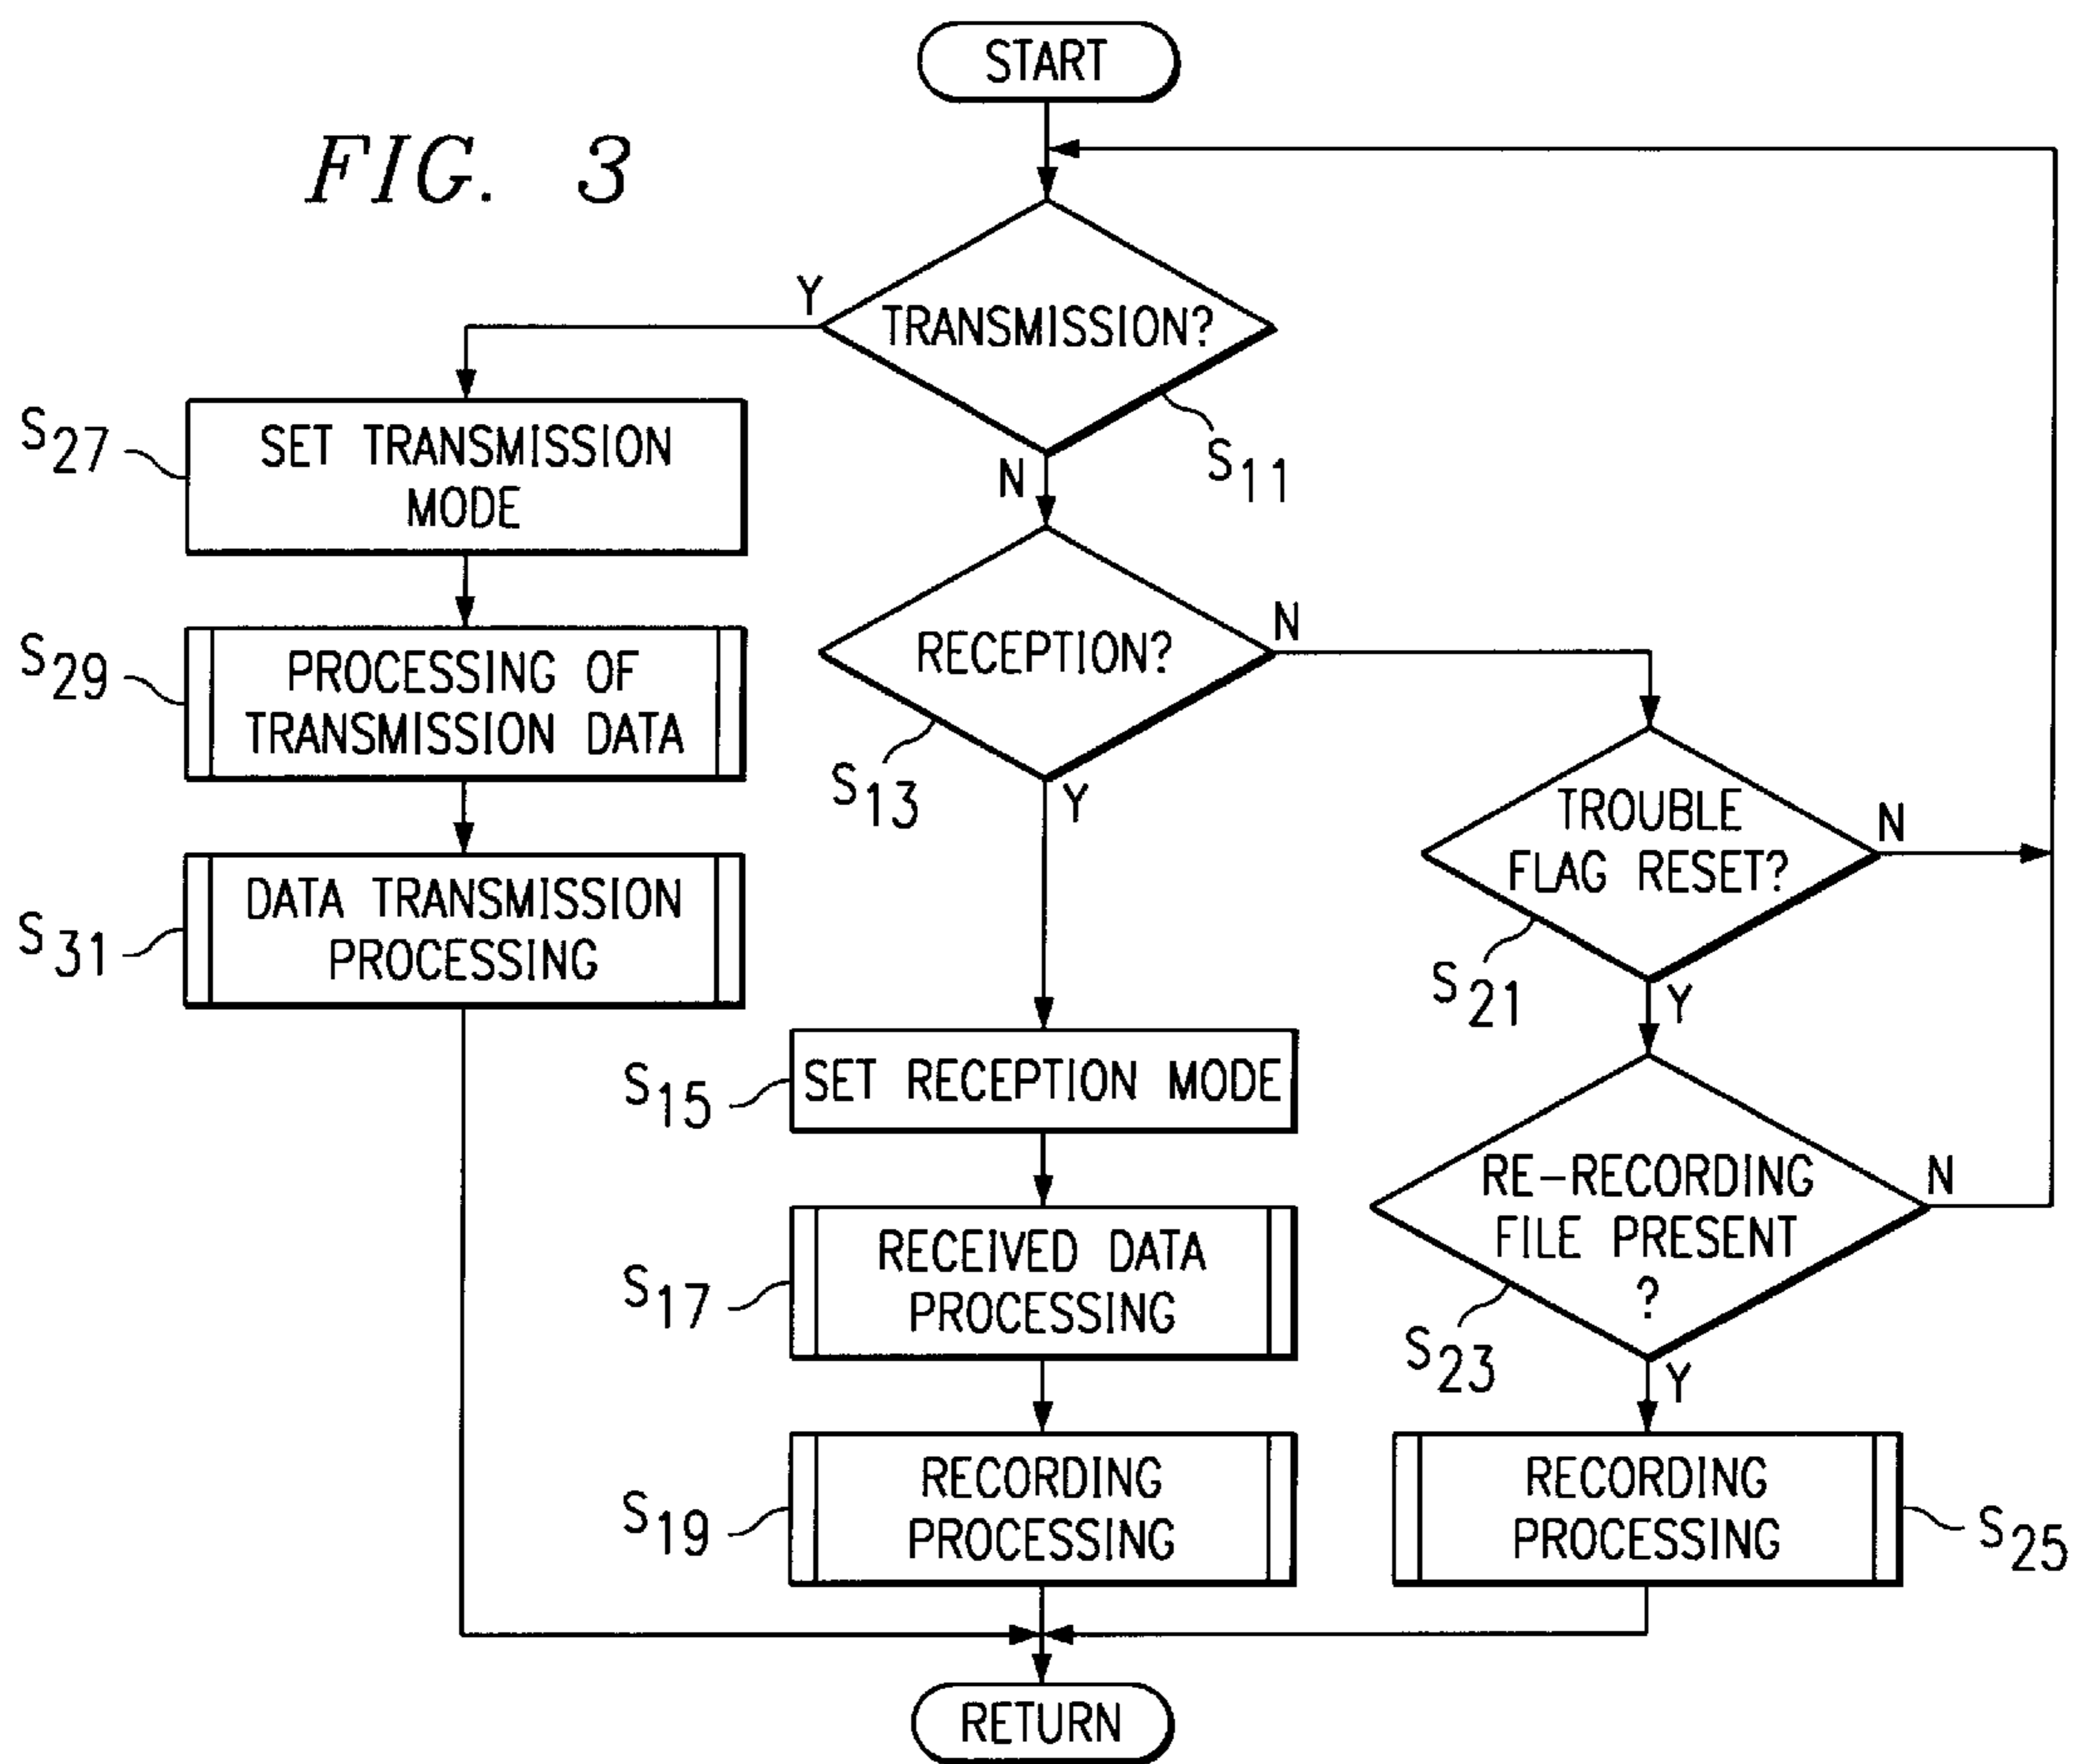 START
FIG. 3
Y
TRANSMISSION?
S27
SET TRANSMISSION
MODE
N
S11
S29
PROCESSING OF
TRANSMISSION DATA
RECEPTION?
N
S13
Y
TROUBLE
FLAG RESET?
N
S31
DATA TRANSMISSION
PROCESSING
S21
Y
S15
SET RECEPTION MODE
RE-RECORDING
FILE PRESENT
?
N
S17
RECEIVED DATA
PROCESSING
S23
Y
S19
RECORDING
PROCESSING
RECORDING
PROCESSING
S25
RETURN